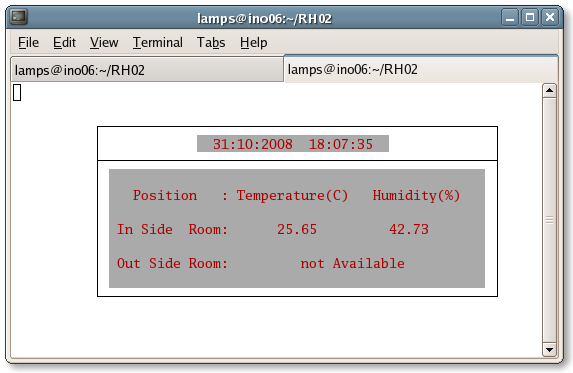 lamps@ino06:~/RH02
File Edit View Terminal Tabs Help
lamps@ino06:~/RH02 lamps@ino06:~/RH02
31:10:2008 18:07:35
Position : Temperature(C) Humidity(%)
In Side Room: 25.65 42.73
Out Side Room: not Available